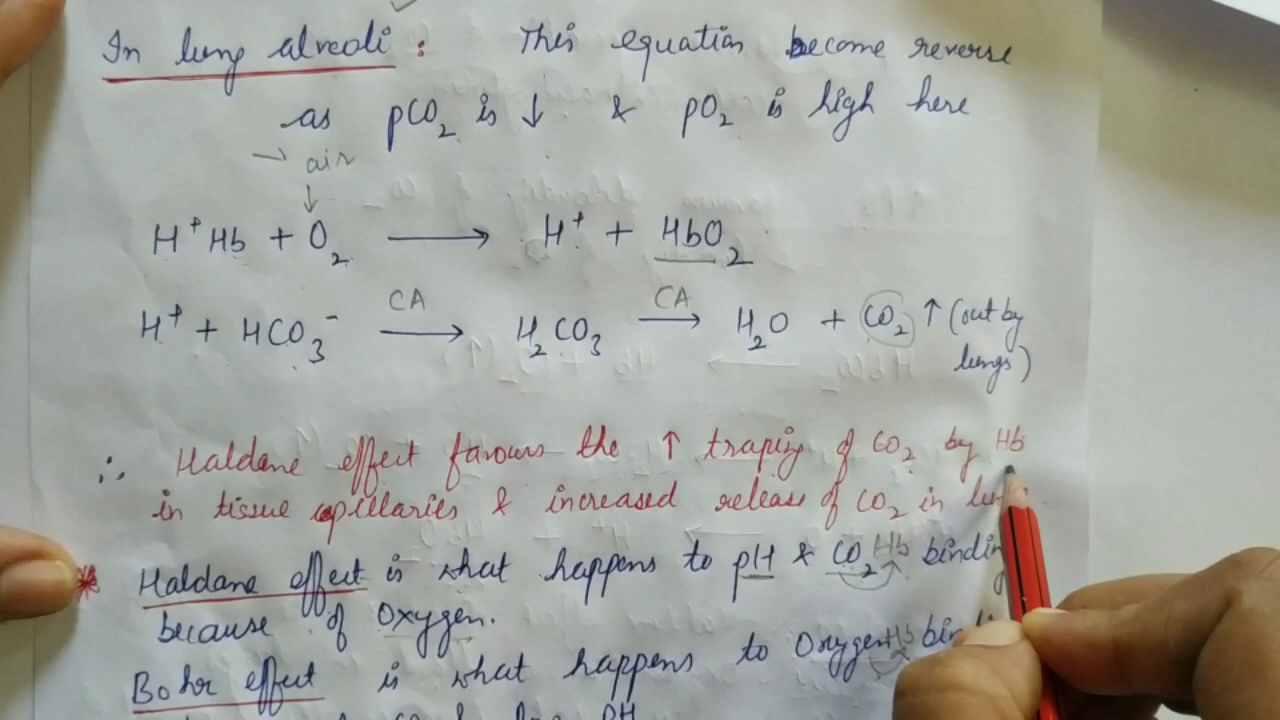 In lung alveoli : This equation become reverse
as pCO2 is ↓ & pO2 is high here
→ air
↓
H+Hb + O2 ⟶ H+ + HbO2
CA CA
H+ + HCO3- ⟶ H2CO3 ⟶ H2O + CO2 ↑ (out by
lungs)
∴ Haldane effect favours the ↑ traping of CO2 by Hb
in tissue capillaries & increased release of CO2 in
* Haldane effect is what happens to pH & CO2 Hb
because of Oxygen.
Bohr effect is what happens to Oxygen Hb
pH